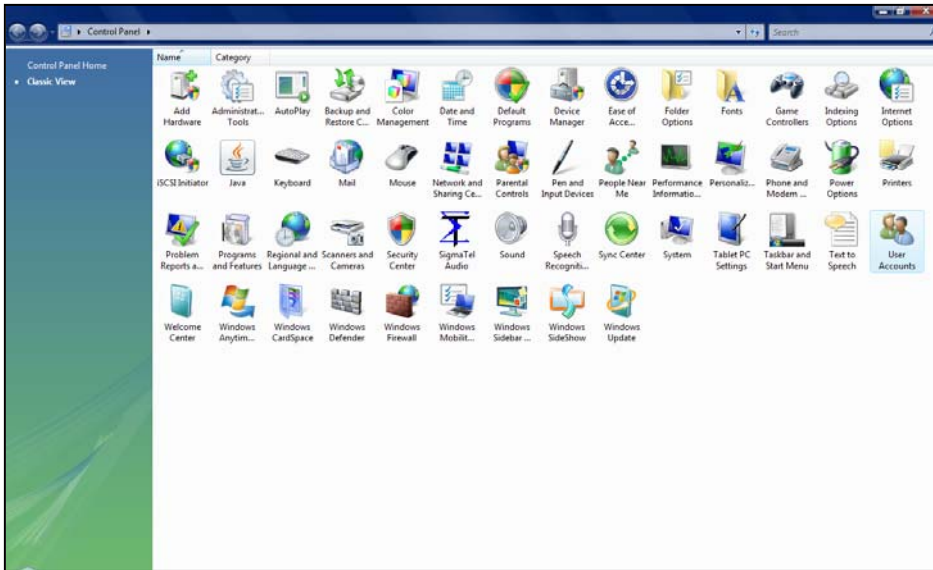 Control Panel
Search
Control Panel Home
Classic View
Name Category
Add Administrat... AutoPlay Backup and Color Date and Default Device Ease of Folder Fonts Game Indexing Internet
Hardware Tools Restore C... Management Time Programs Manager Acce... Options Controllers Options Options
iSCSI Initiator Java Keyboard Mail Mouse Network and Parental Pen and People Near Performance Personaliz... Phone and Power Printers
Sharing Ce... Controls Input Devices Me Informatio... Modem ... Options
Problem Programs Regional and Scanners and Security SigmaTel Sound Speech Sync Center System Tablet PC Taskbar and Text to User
Reports a... and Features Language ... Cameras Center Audio Recogniti... Settings Start Menu Speech Accounts
Welcome Windows Windows Windows Windows Windows Windows Windows Windows
Center Anytim... CardSpace Defender Firewall Mobilit... Sidebar ... SideShow Update